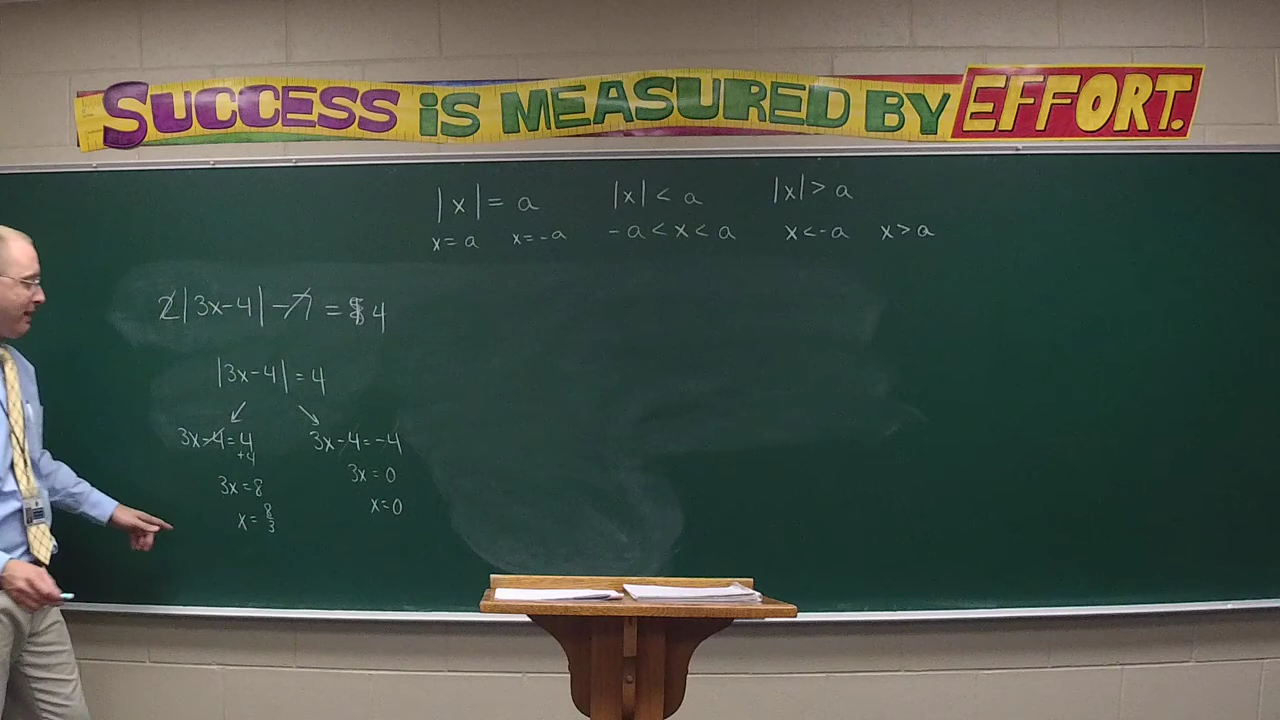 SUCCESS iS MEASURED BY EFFORT.
|x| = a |x| < a |x| > a
x = a x = -a -a < x < a x < -a x > a
2|3x-4| - 7 = 4
|3x-4| = 4
3x-4=4 3x-4=-4
+4
3x=8 3x=0
x=8/3 x=0